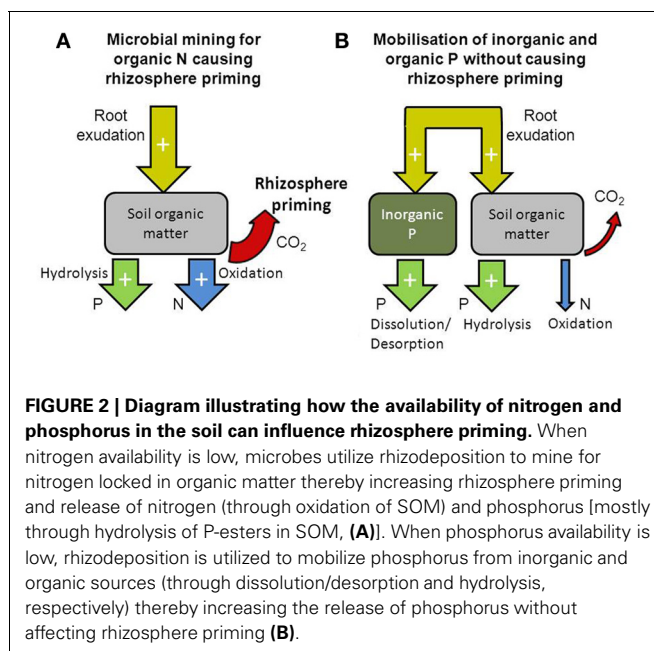 A
Microbial mining for
organic N causing
rhizosphere priming
Root
exudation
+
Soil organic
matter
Rhizosphere
priming
CO2
Hydrolysis
+
+
Oxidation
P
N
B
Mobilisation of inorganic and
organic P without causing
rhizosphere priming
Root
exudation
+
+
Inorganic
P
Soil organic
matter
CO2
+
+
P
P
N
Dissolution/
Desorption
Hydrolysis
Oxidation
FIGURE 2 | Diagram illustrating how the availability of nitrogen and
phosphorus in the soil can influence rhizosphere priming. When
nitrogen availability is low, microbes utilize rhizodeposition to mine for
nitrogen locked in organic matter thereby increasing rhizosphere priming
and release of nitrogen (through oxidation of SOM) and phosphorus [mostly
through hydrolysis of P-esters in SOM, (A)]. When phosphorus availability is
low, rhizodeposition is utilized to mobilize phosphorus from inorganic and
organic sources (through dissolution/desorption and hydrolysis,
respectively) thereby increasing the release of phosphorus without
affecting rhizosphere priming (B).